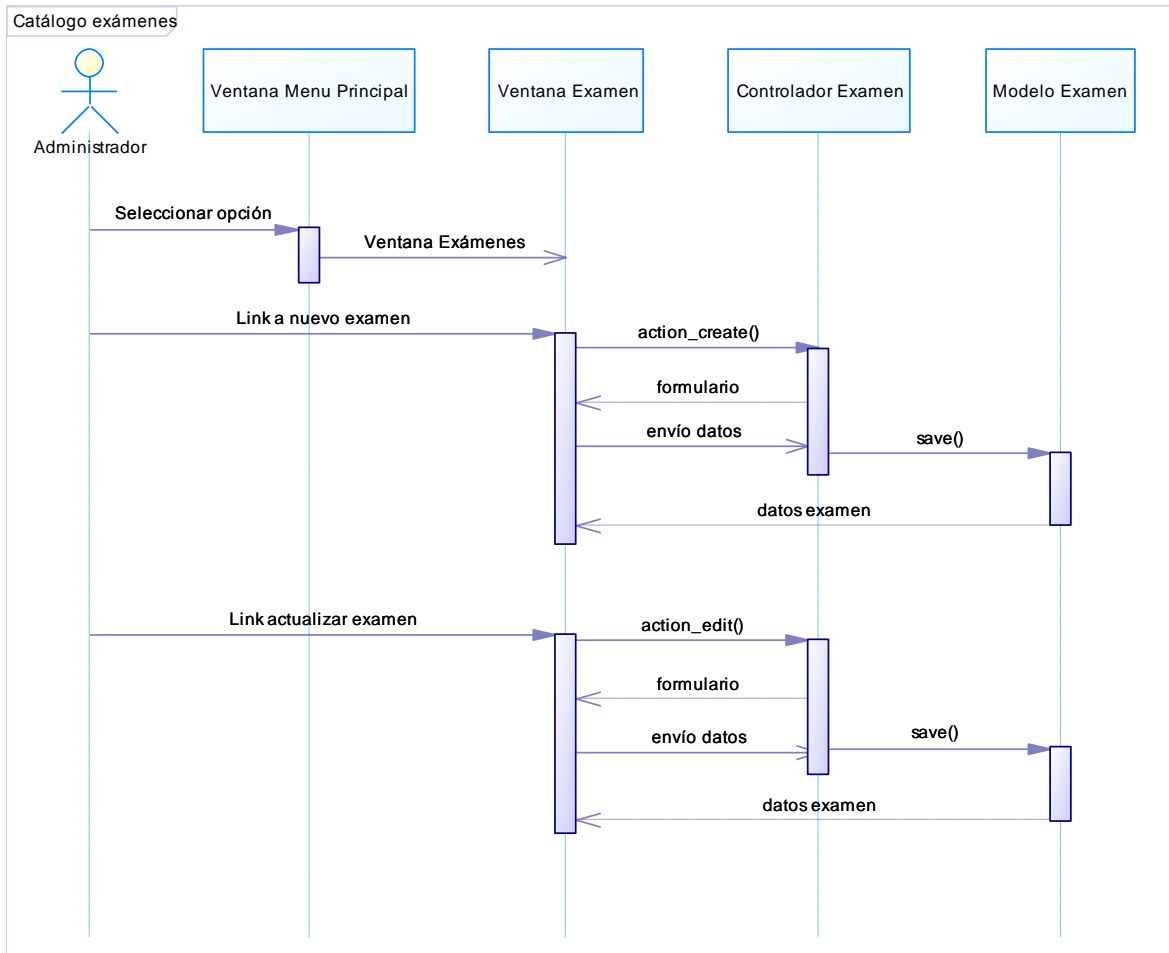 Catálogo exámenes
Administrador
Ventana Menu Principal
Ventana Examen
Controlador Examen
Modelo Examen
Seleccionar opción
Ventana Exámenes
Link a nuevo examen
action_create()
formulario
envío datos
save()
datos examen
Link actualizar examen
action_edit()
formulario
envío datos
save()
datos examen